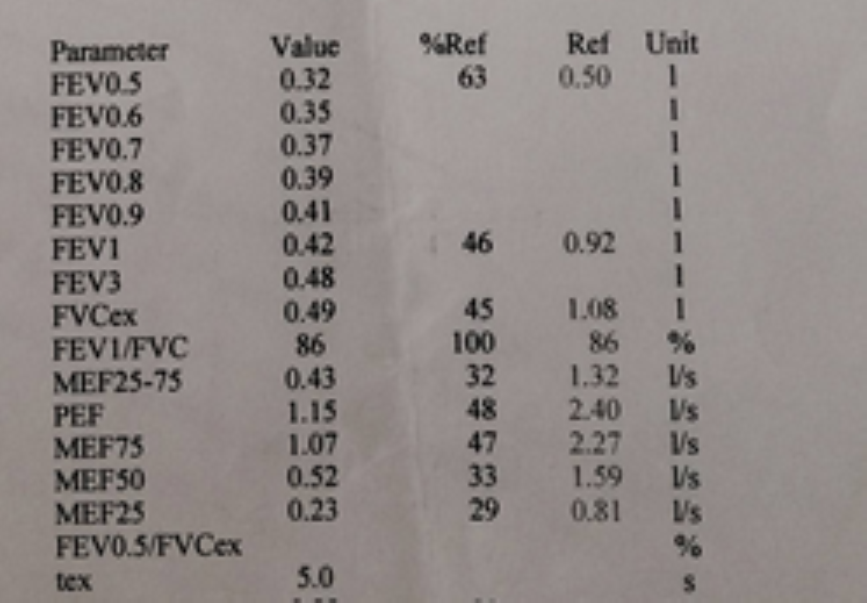 Parameter Value %Ref Ref Unit
FEV0.5 0.32 63 0.50 l
FEV0.6 0.35 l
FEV0.7 0.37 l
FEV0.8 0.39 l
FEV0.9 0.41 l
FEV1 0.42 46 0.92 l
FEV3 0.48 l
FVCex 0.49 45 1.08 l
FEV1/FVC 86 100 86 %
MEF25-75 0.43 32 1.32 l/s
PEF 1.15 48 2.40 l/s
MEF75 1.07 47 2.27 l/s
MEF50 0.52 33 1.59 l/s
MEF25 0.23 29 0.81 l/s
FEV0.5/FVCex %
tex 5.0 s